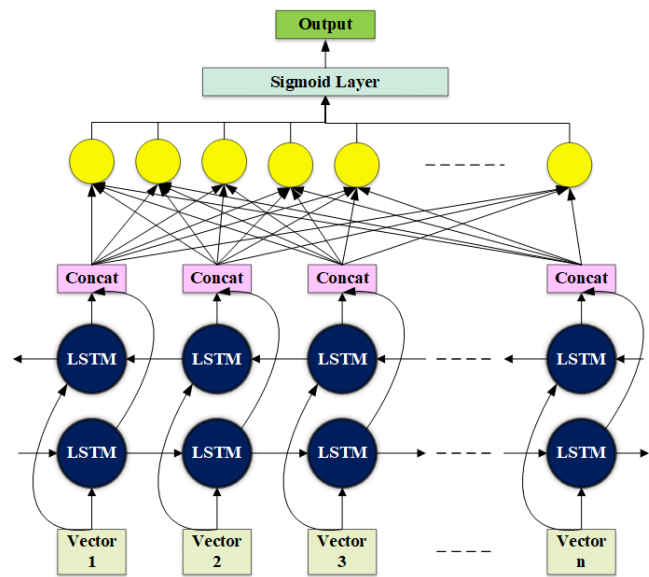 Output
Sigmoid Layer
Concat Concat Concat Concat
LSTM LSTM LSTM LSTM
LSTM LSTM LSTM LSTM
Vector Vector Vector Vector
1 2 3 n